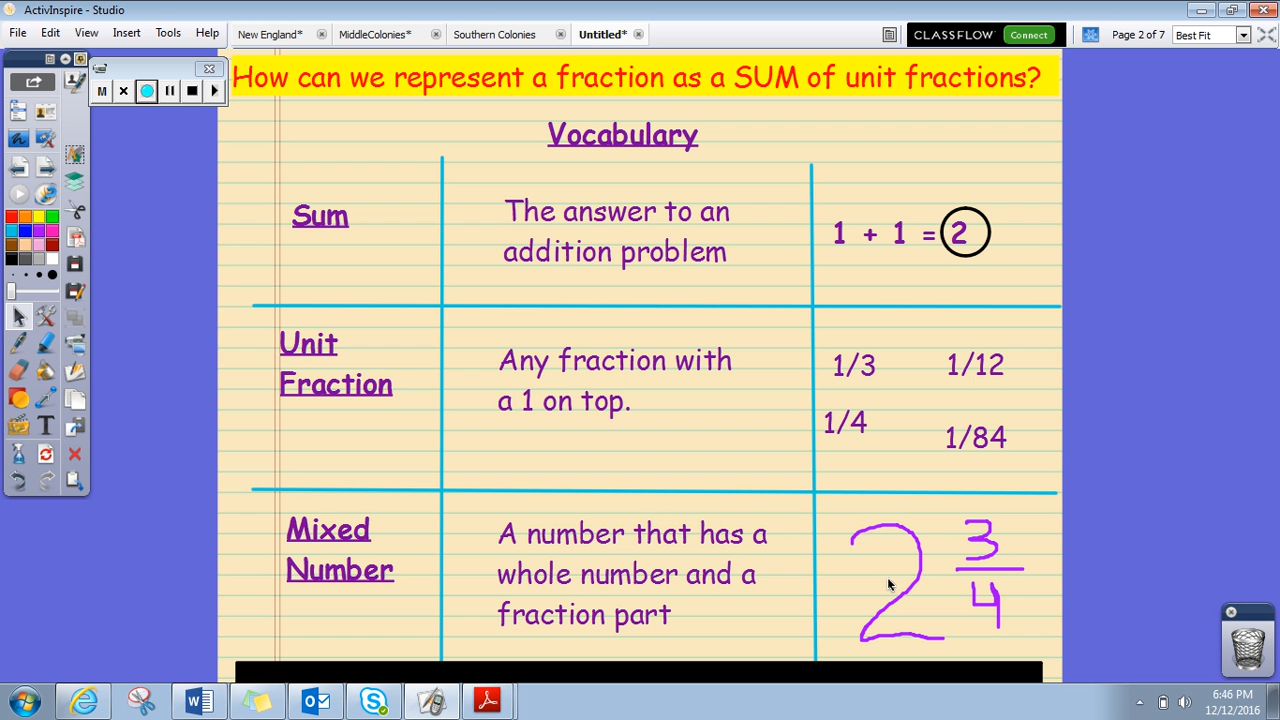 ActivInspire - Studio
File Edit View Insert Tools Help
New England* MiddleColonies* Southern Colonies Untitled*
CLASSFLOW Connect
Page 2 of 7 Best Fit
M
How can we represent a fraction as a SUM of unit fractions?
Vocabulary
Sum
The answer to an
addition problem
1 + 1 = 2
Unit
Fraction
Any fraction with
a 1 on top.
1/3 1/12
1/4 1/84
Mixed
Number
A number that has a
whole number and a
fraction part
2 3/4
6:46 PM
12/12/2016